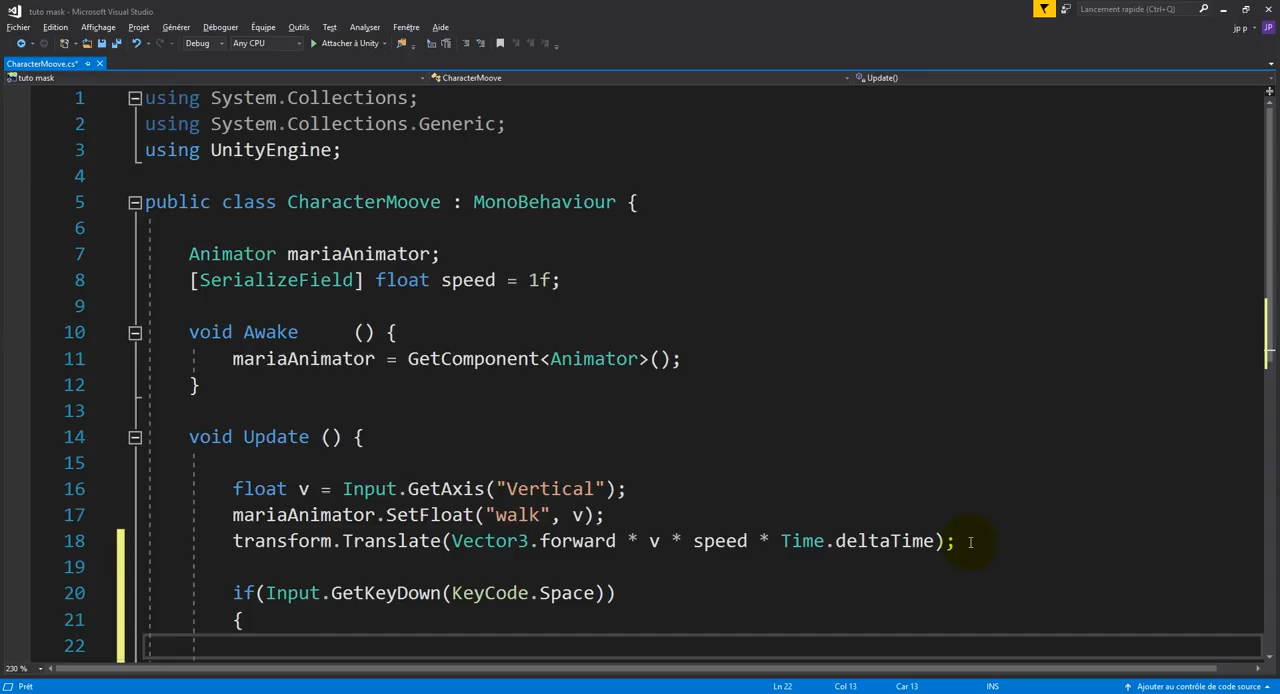 tuto mask - Microsoft Visual Studio
Lancement rapide (Ctrl+Q)
Fichier Edition Affichage Projet Générer Déboguer Équipe Outils Test Analyser Fenêtre Aide
jp p JP
Debug Any CPU Attacher à Unity
CharacterMoove.cs*
tuto mask CharacterMoove Update()
1 using System.Collections;
2 using System.Collections.Generic;
3 using UnityEngine;
4
5 public class CharacterMoove : MonoBehaviour {
6
7 Animator mariaAnimator;
8 [SerializeField] float speed = 1f;
9
10 void Awake () {
11 mariaAnimator = GetComponent<Animator>();
12 }
13
14 void Update () {
15
16 float v = Input.GetAxis("Vertical");
17 mariaAnimator.SetFloat("walk", v);
18 transform.Translate(Vector3.forward * v * speed * Time.deltaTime);
19
20 if(Input.GetKeyDown(KeyCode.Space))
21 {
22
230 %
Prêt Ln 22 Col 13 Car 13 INS Ajouter au contrôle de code source